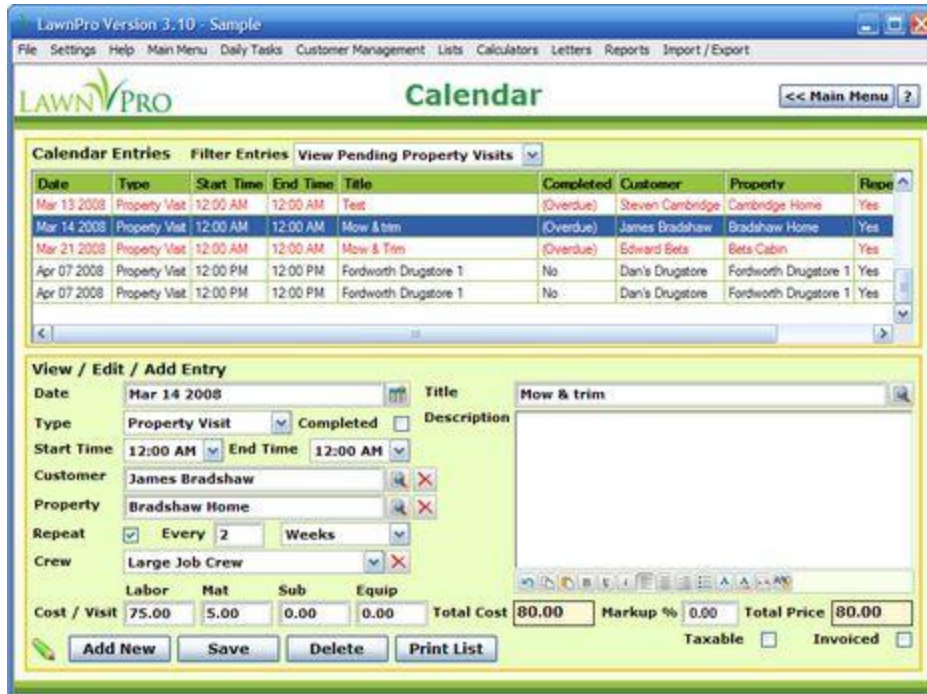 LawnPro Version 3.10 - Sample
File Settings Help Main Menu Daily Tasks Customer Management Lists Calculators Letters Reports Import / Export
LAWN PRO Calendar << Main Menu ?
Calendar Entries Filter Entries View Pending Property Visits
Date Type Start Time End Time Title Completed Customer Property Repe
Mar 13 2008 Property Visit 12:00 AM 12:00 AM Test (Overdue) Steven Cambridge Cambridge Home Yes
Mar 14 2008 Property Visit 12:00 AM 12:00 AM Mow & trim (Overdue) James Bradshaw Bradshaw Home Yes
Mar 21 2008 Property Visit 12:00 AM 12:00 AM Mow & Trim (Overdue) Edward Bets Bets Cabin Yes
Apr 07 2008 Property Visit 12:00 PM 12:00 PM Fordworth Drugstore 1 No Dan's Drugstore Fordworth Drugstore 1 Yes
Apr 07 2008 Property Visit 12:00 PM 12:00 PM Fordworth Drugstore 1 No Dan's Drugstore Fordworth Drugstore 1 Yes
View / Edit / Add Entry
Date Mar 14 2008 Title Mow & trim
Type Property Visit Completed Description
Start Time 12:00 AM End Time 12:00 AM
Customer James Bradshaw
Property Bradshaw Home
Repeat Every 2 Weeks
Crew Large Job Crew
Labor Mat Sub Equip
Cost / Visit 75.00 5.00 0.00 0.00 Total Cost 80.00 Markup % 0.00 Total Price 80.00
Taxable Invoiced
Add New Save Delete Print List